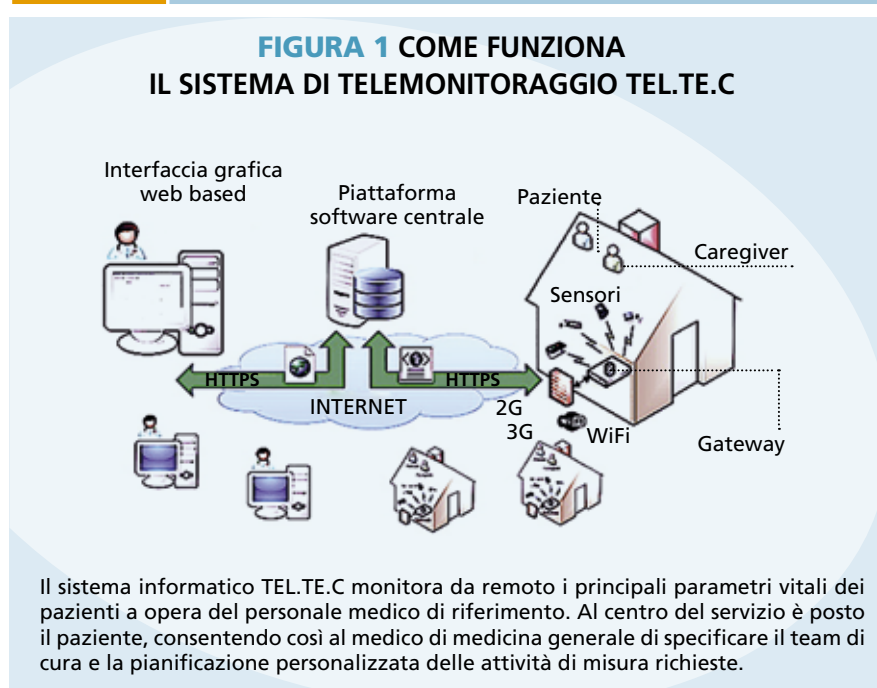 FIGURA 1 COME FUNZIONA
IL SISTEMA DI TELEMONITORAGGIO TEL.TE.C
Interfaccia grafica
web based
Piattaforma
software centrale
Paziente
Caregiver
Sensori
HTTPS
HTTPS
INTERNET
2G
3G
WiFi
Gateway
Il sistema informatico TEL.TE.C monitora da remoto i principali parametri vitali dei
pazienti a opera del personale medico di riferimento. Al centro del servizio è posto
il paziente, consentendo così al medico di medicina generale di specificare il team di
cura e la pianificazione personalizzata delle attività di misura richieste.